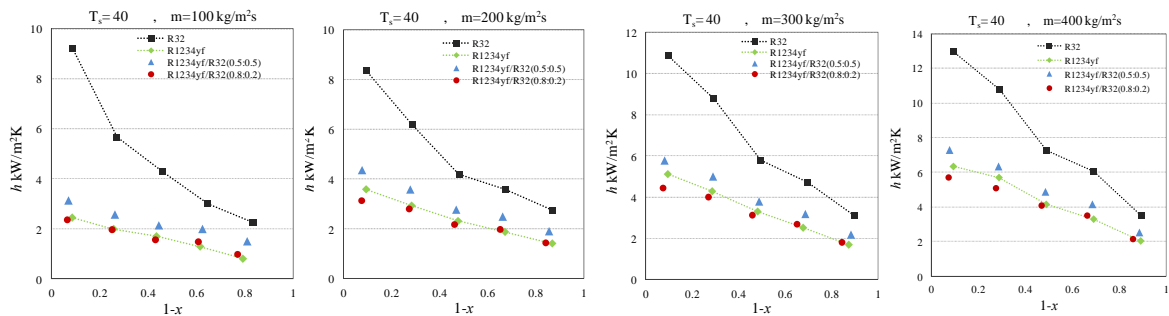 T_s=40 , m=100 kg/m²s
10
8
6
4
2
0
h kW/m²K
R32
R1234yf
R1234yf/R32(0.5:0.5)
R1234yf/R32(0.8:0.2)
0 0.2 0.4 0.6 0.8 1
1-x
T_s=40 , m=200 kg/m²s
10
8
6
4
2
0
h kW/m²K
R32
R1234yf
R1234yf/R32(0.5:0.5)
R1234yf/R32(0.8:0.2)
0 0.2 0.4 0.6 0.8 1
1-x
T_s=40 , m=300 kg/m²s
12
10
8
6
4
2
0
h kW/m²K
R32
R1234yf
R1234yf/R32(0.5:0.5)
R1234yf/R32(0.8:0.2)
0 0.2 0.4 0.6 0.8 1
1-x
T_s=40 , m=400 kg/m²s
14
12
10
8
6
4
2
0
h kW/m²K
R32
R1234yf
R1234yf/R32(0.5:0.5)
R1234yf/R32(0.8:0.2)
0 0.2 0.4 0.6 0.8 1
1-x